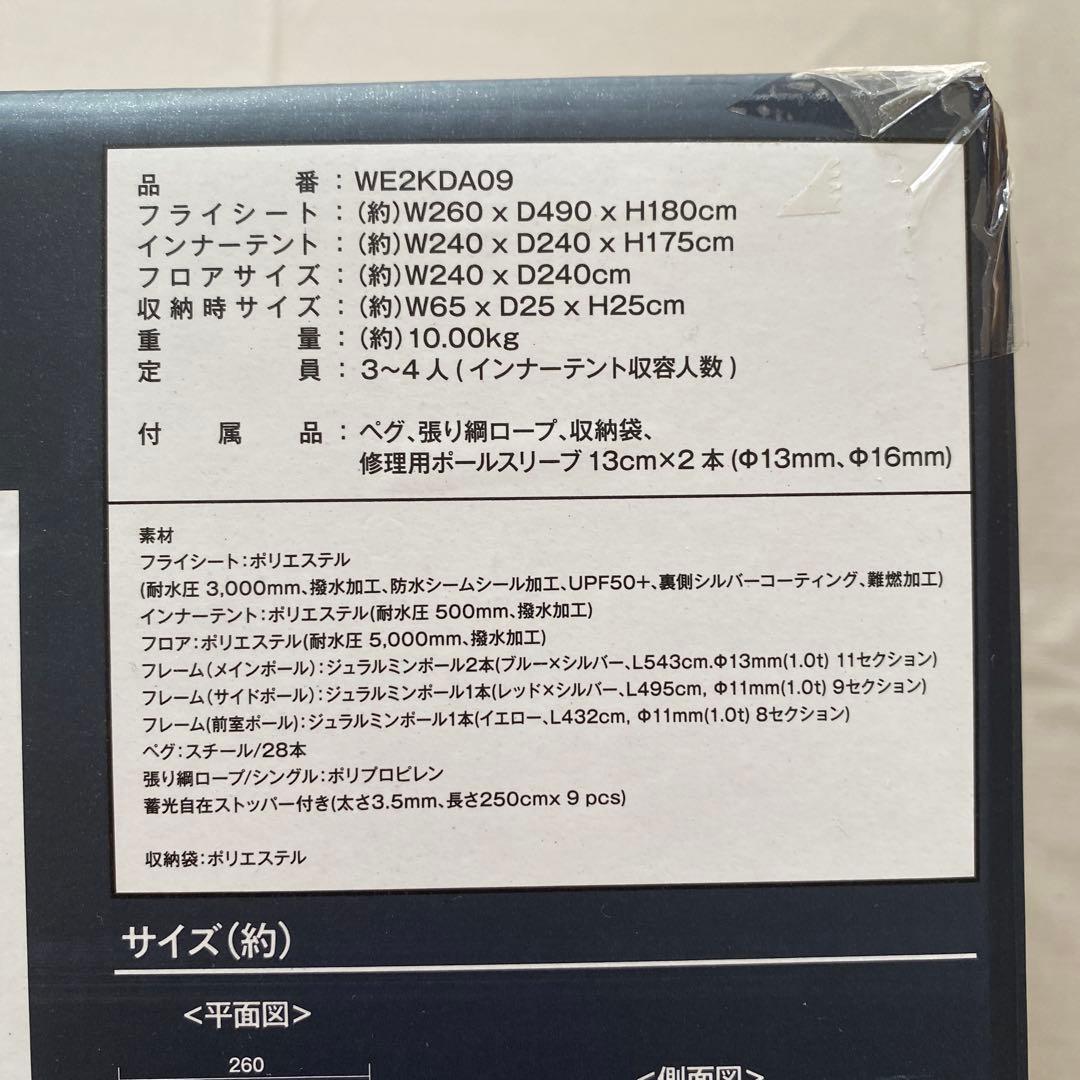 品番：WE2KDA09
フライシート：(約)W260 x D490 x H180cm
インナーテント：(約)W240 x D240 x H175cm
フロアサイズ：(約)W240 x D240cm
収納時サイズ：(約)W65 x D25 x H25cm
重量：(約)10.00kg
定員：3〜4人(インナーテント収容人数)
付属品：ペグ、張り綱ロープ、収納袋、
修理用ポールスリーブ13cm×2本(Φ13mm、Φ16mm)
素材
フライシート：ポリエステル
(耐水圧 3,000mm、撥水加工、防水シームシール加工、UPF50+、裏側シルバーコーティング、難燃加工)
インナーテント：ポリエステル(耐水圧 500mm、撥水加工)
フロア：ポリエステル(耐水圧 5,000mm、撥水加工)
フレーム(メインポール)：ジュラルミンポール2本(ブルー×シルバー、L543cm.Φ13mm(1.0t) 11セクション)
フレーム(サイドポール)：ジュラルミンポール1本(レッド×シルバー、L495cm, Φ11mm(1.0t) 9セクション)
フレーム(前室ポール)：ジュラルミンポール1本(イエロー、L432cm, Φ11mm(1.0t) 8セクション)
ペグ：スチール/28本
張り綱ロープ/シングル：ポリプロピレン
蓄光自在ストッパー付き(太さ3.5mm、長さ250cmx 9 pcs)
収納袋：ポリエステル
サイズ(約)
<平面図>
260
<側面図>